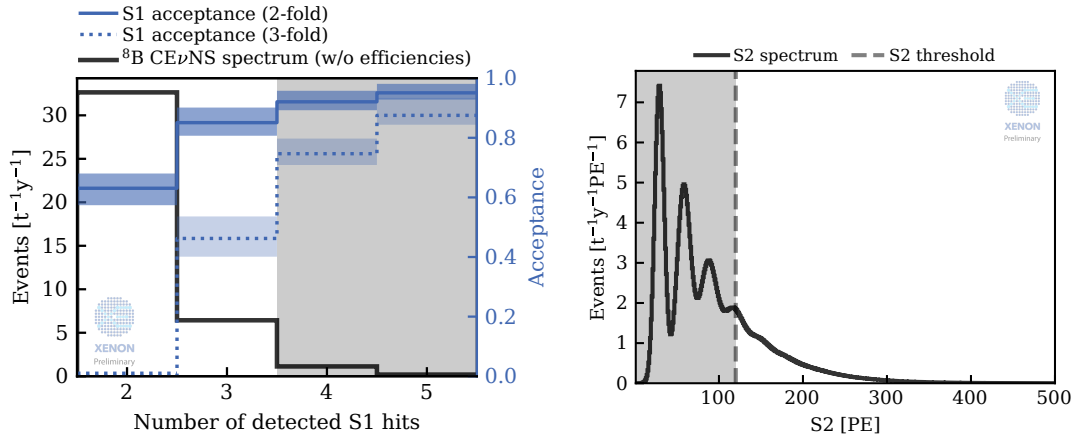 S1 acceptance (2-fold)
S1 acceptance (3-fold)
⁸B CEνNS spectrum (w/o efficiencies)
30
25
20
15
10
5
0
Events [t⁻¹y⁻¹]
1.0
0.8
0.6
0.4
0.2
0.0
Acceptance
XENON
Preliminary
2 3 4 5
Number of detected S1 hits
S2 spectrum S2 threshold
7
6
5
4
3
2
1
0
Events [t⁻¹y⁻¹PE⁻¹]
XENON
Preliminary
100 200 300 400 500
S2 [PE]